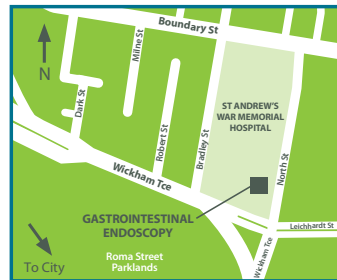 Boundary St
N
Milne St
Dark St
Robert St
Bradley St
ST ANDREW'S
WAR MEMORIAL
HOSPITAL
North St
Wickham Tce
GASTROINTESTINAL
ENDOSCOPY
Leichhardt St
Roma Street
Parklands
Wickham Tce
To City